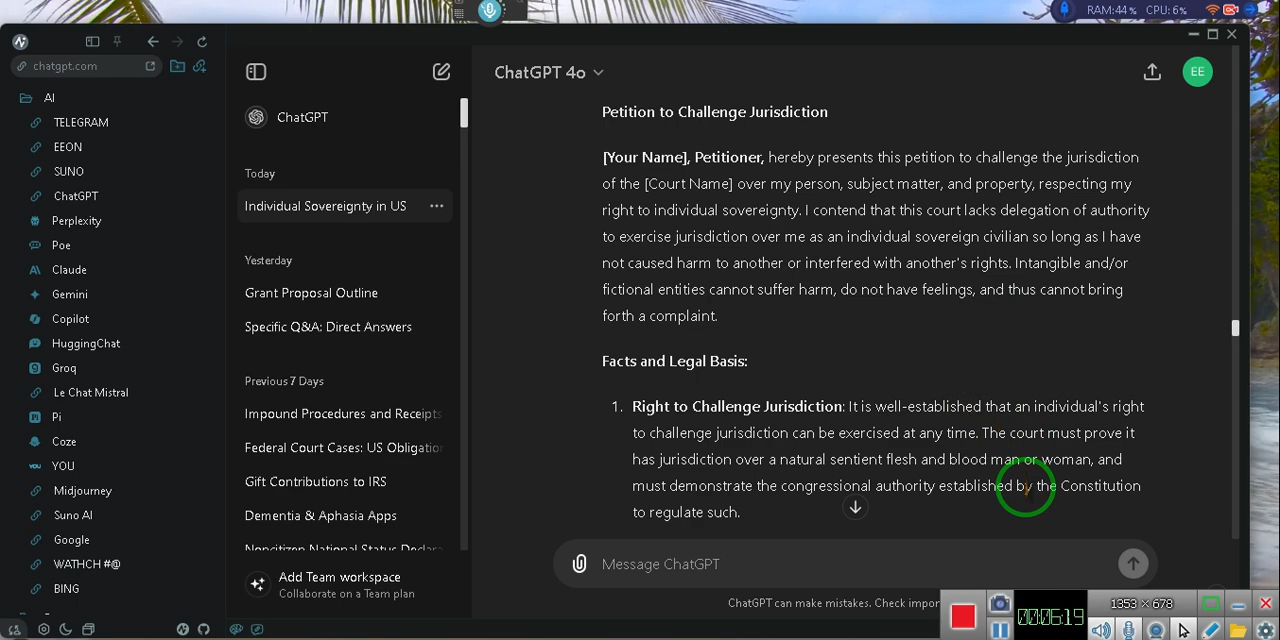 RAM:44% CPU: 6%
chatgpt.com
AI
TELEGRAM
EEON
SUNO
ChatGPT
Perplexity
Poe
Claude
Gemini
Copilot
HuggingChat
Groq
Le Chat Mistral
Pi
Coze
YOU
Midjourney
Suno AI
Google
WATHCH #@
BING
ChatGPT
Today
Individual Sovereignty in US
Yesterday
Grant Proposal Outline
Specific Q&A: Direct Answers
Previous 7 Days
Impound Procedures and Receipts
Federal Court Cases: US Obligatio
Gift Contributions to IRS
Dementia & Aphasia Apps
Noncitizen National Status Declar
Add Team workspace
Collaborate on a Team plan
ChatGPT 4o
EE
Petition to Challenge Jurisdiction
[Your Name], Petitioner, hereby presents this petition to challenge the jurisdiction
of the [Court Name] over my person, subject matter, and property, respecting my
right to individual sovereignty. I contend that this court lacks delegation of authority
to exercise jurisdiction over me as an individual sovereign civilian so long as I have
not caused harm to another or interfered with another's rights. Intangible and/or
fictional entities cannot suffer harm, do not have feelings, and thus cannot bring
forth a complaint.
Facts and Legal Basis:
1. Right to Challenge Jurisdiction: It is well-established that an individual's right
to challenge jurisdiction can be exercised at any time. The court must prove it
has jurisdiction over a natural sentient flesh and blood man or woman, and
must demonstrate the congressional authority established by the Constitution
to regulate such.
Message ChatGPT
ChatGPT can make mistakes. Check impor
1353 × 678
000:6:19